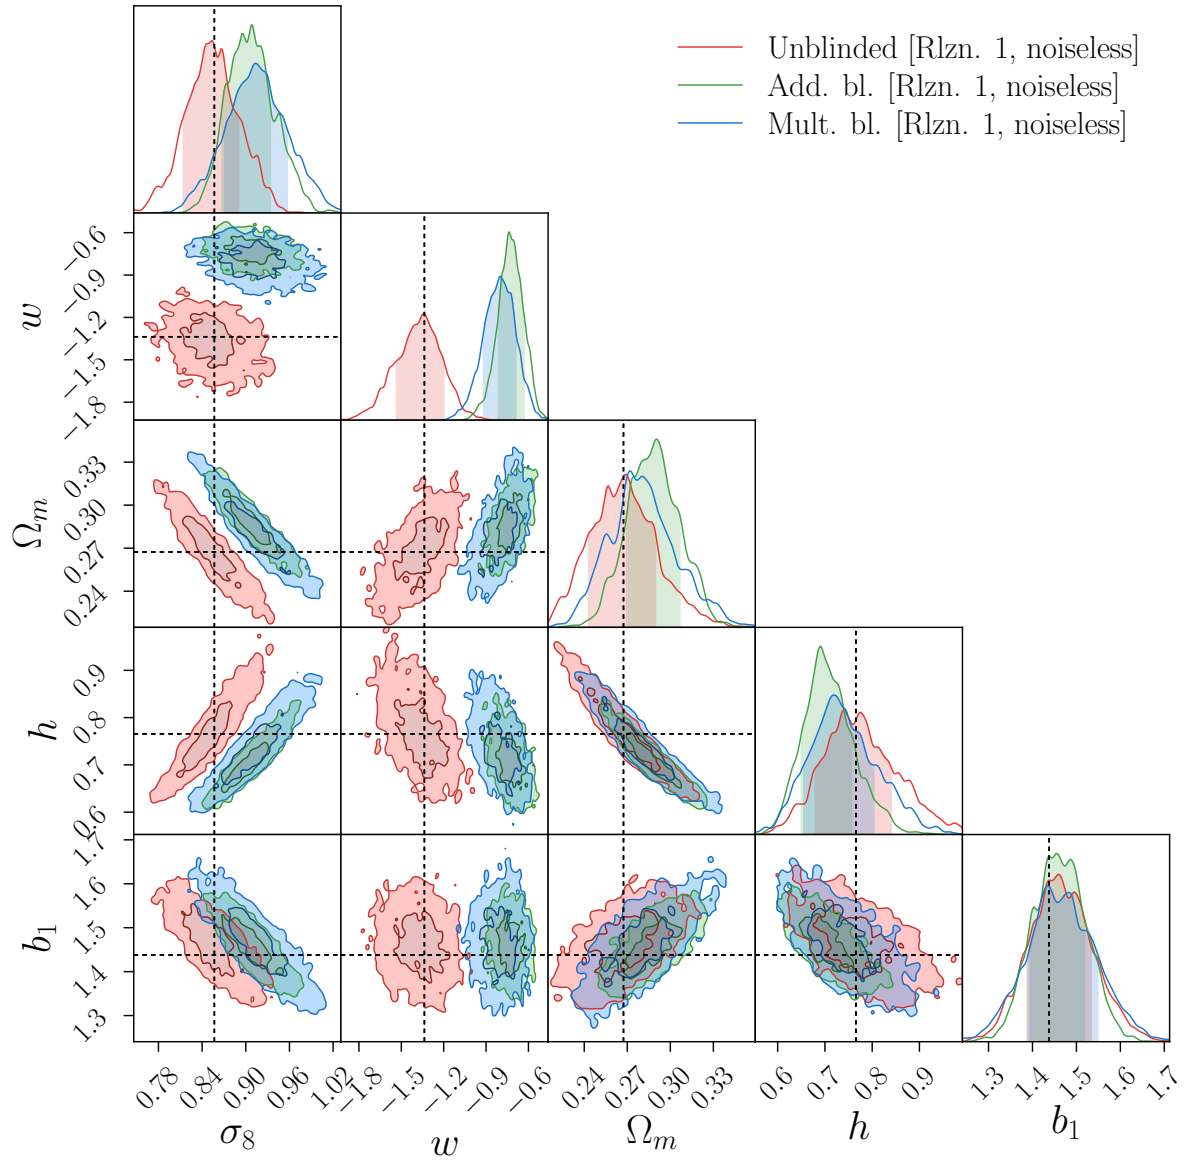 Unblinded [Rlzn. 1, noiseless]
Add. bl. [Rlzn. 1, noiseless]
Mult. bl. [Rlzn. 1, noiseless]
w
−0.6
−0.9
−1.2
−1.5
−1.8
Ωm
0.33
0.30
0.27
0.24
h
0.9
0.8
0.7
0.6
b1
1.7
1.6
1.5
1.4
1.3
0.78 0.84 0.90 0.96 1.02
−1.8 −1.5 −1.2 −0.9 −0.6
0.24 0.27 0.30 0.33
0.6 0.7 0.8 0.9
1.3 1.4 1.5 1.6 1.7
σ8 w Ωm h b1